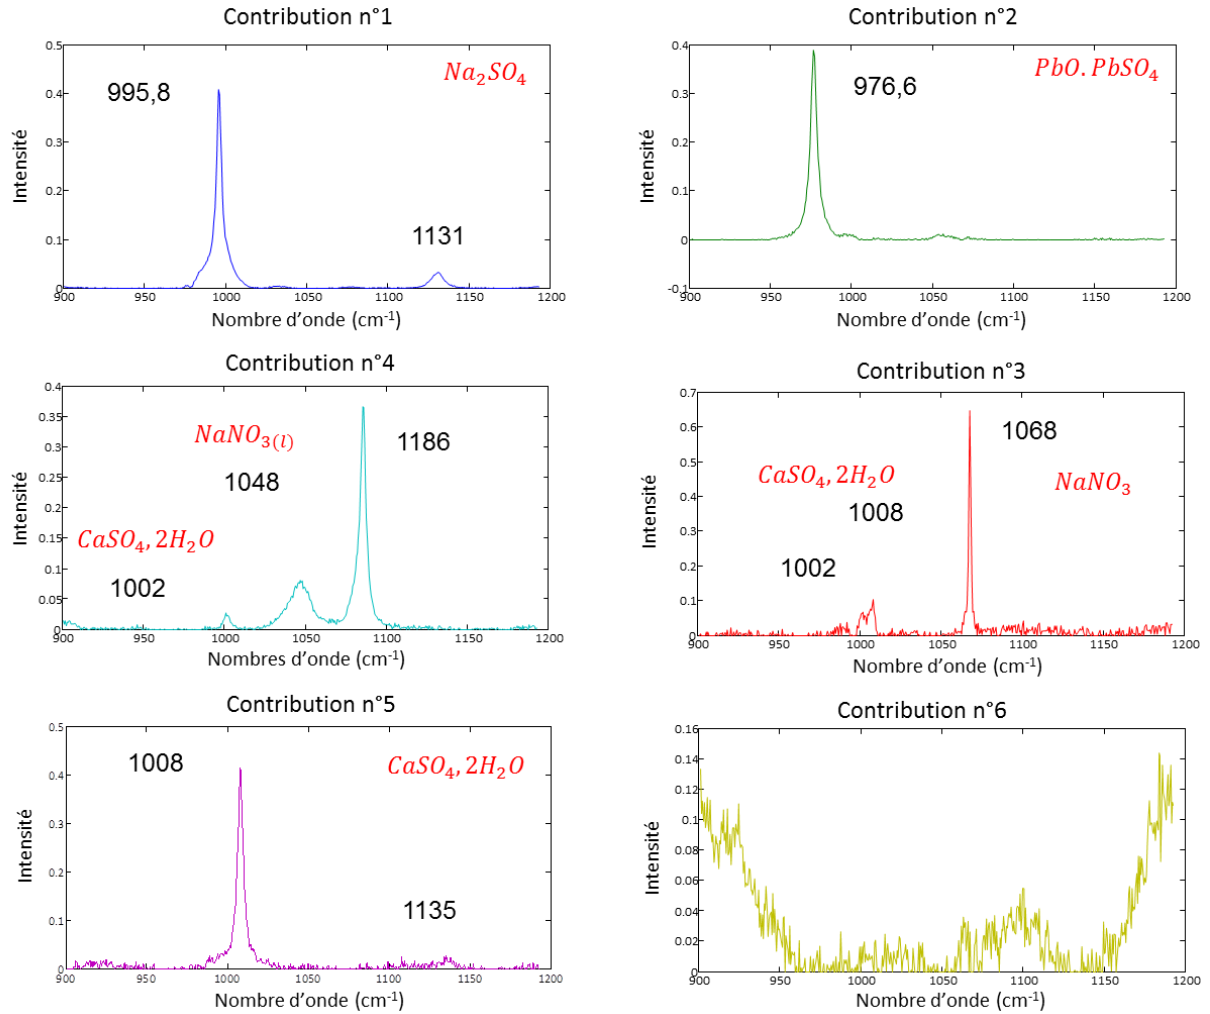 Contribution n°1
0.5
0.4
0.3
0.2
0.1
0
Intensité
995,8
Na₂SO₄
1131
900 950 1000 1050 1100 1150 1200
Nombre d’onde (cm⁻¹)
Contribution n°2
0.4
0.3
0.2
0.1
0
-0.1
Intensité
976,6
PbO.PbSO₄
900 950 1000 1050 1100 1150 1200
Nombre d’onde (cm⁻¹)
Contribution n°4
0.4
0.35
0.3
0.25
0.2
0.15
0.1
0.05
0
Intensité
NaNO₃₍ₗ₎
1186
1048
CaSO₄, 2H₂O
1002
900 950 1000 1050 1100 1150 1200
Nombres d’onde (cm⁻¹)
Contribution n°3
0.7
0.6
0.5
0.4
0.3
0.2
0.1
0
Intensité
1068
CaSO₄, 2H₂O
NaNO₃
1008
1002
900 950 1000 1050 1100 1150 1200
Nombre d’onde (cm⁻¹)
Contribution n°5
0.5
0.4
0.3
0.2
0.1
0
Intensité
1008
CaSO₄, 2H₂O
1135
900 950 1000 1050 1100 1150 1200
Nombre d’onde (cm⁻¹)
Contribution n°6
0.16
0.14
0.12
0.1
0.08
0.06
0.04
0.02
0
Intensité
900 950 1000 1050 1100 1150 1200
Nombre d’onde (cm⁻¹)